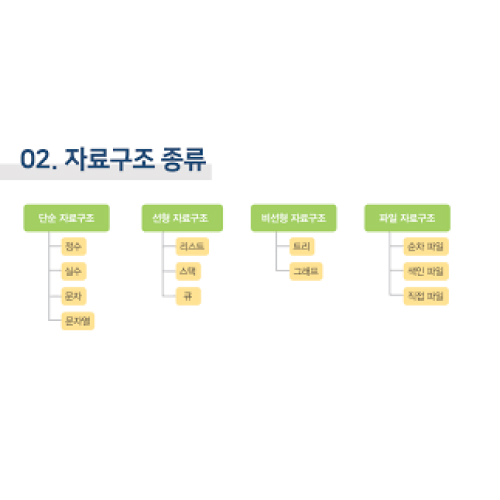 02. 자료구조 종류
단순 자료구조
점수
실수
문자
문자열
선형 자료구조
리스트
스택
큐
비선형 자료구조
트리
그래프
파일 자료구조
순차 파일
색인 파일
직접 파일